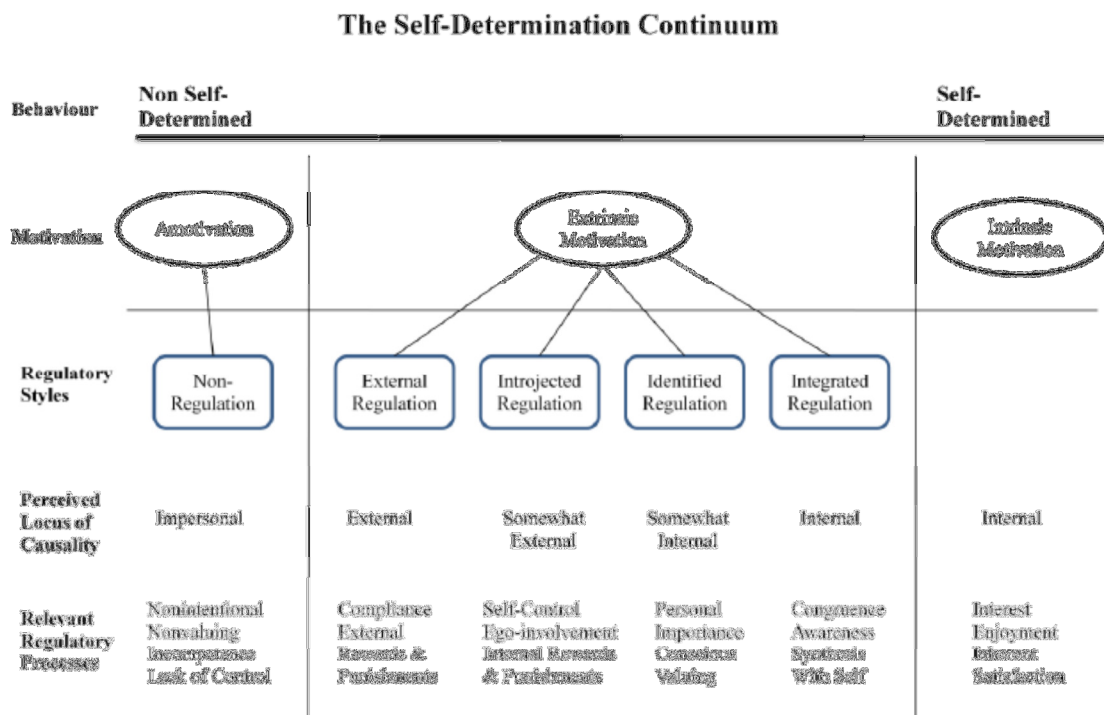 The Self-Determination Continuum
Behaviour
Non Self-
Determined
Self-
Determined
Motivation
Amotivation
Extrinsic
Motivation
Intrinsic
Motivation
Regulatory
Styles
Non-
Regulation
External
Regulation
Introjected
Regulation
Identified
Regulation
Integrated
Regulation
Perceived
Locus of
Causality
Impersonal
External
Somewhat
External
Somewhat
Internal
Internal
Internal
Relevant
Regulatory
Processes
Nonintentional
Nonvaluing
Incompetence
Lack of Control
Compliance
External
Rewards &
Punishments
Self-Control
Ego-involvement
Internal Rewards
& Punishments
Personal
Importance
Conscious
Valuing
Congruence
Awareness
Synthesis
With Self
Interest
Enjoyment
Inherent
Satisfaction